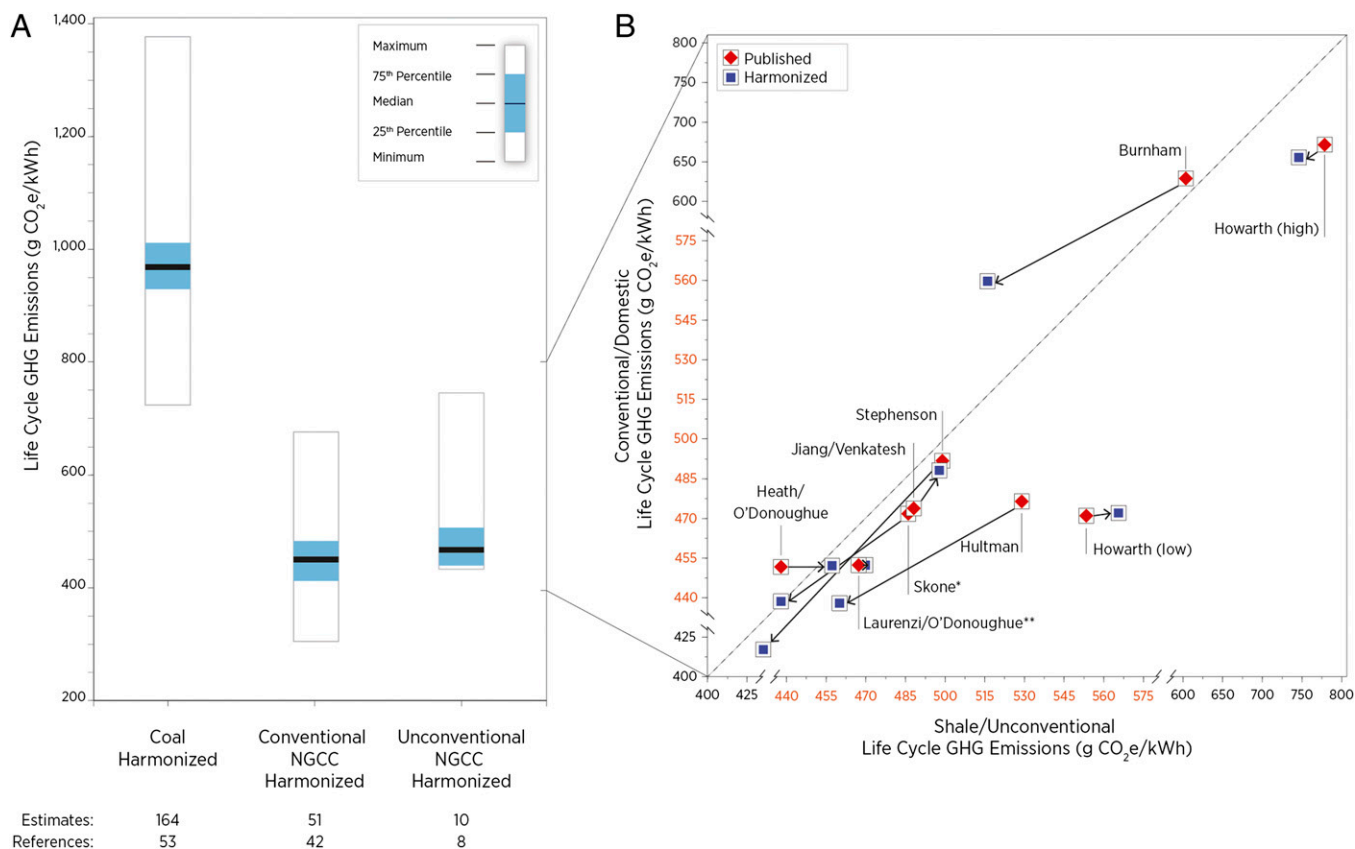 A
1,400
1,200
1,000
800
600
400
200
Life Cycle GHG Emissions (g CO₂e/kWh)
Maximum
75th Percentile
Median
25th Percentile
Minimum
Coal
Harmonized
Conventional
NGCC
Harmonized
Unconventional
NGCC
Harmonized
Estimates: 164 51 10
References: 53 42 8
B
Published
Harmonized
800
750
700
650
600
575
560
545
530
515
500
485
470
455
440
425
400
Conventional/Domestic
Life Cycle GHG Emissions (g CO₂e/kWh)
Burnham
Howarth (high)
Stephenson
Jiang/Venkatesh
Heath/
O'Donoughue
Hultman
Howarth (low)
Skone*
Laurenzi/O'Donoughue**
400 425 440 455 470 485 500 515 530 545 560 575 600 650 700 750 800
Shale/Unconventional
Life Cycle GHG Emissions (g CO₂e/kWh)